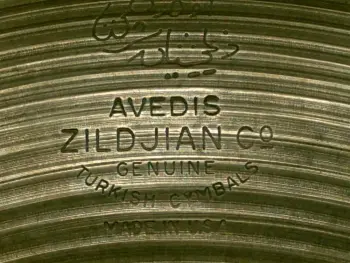 AVEDIS
ZILDJIAN CO
GENUINE
TURKISH CYMBALS
MADE IN U.S.A.